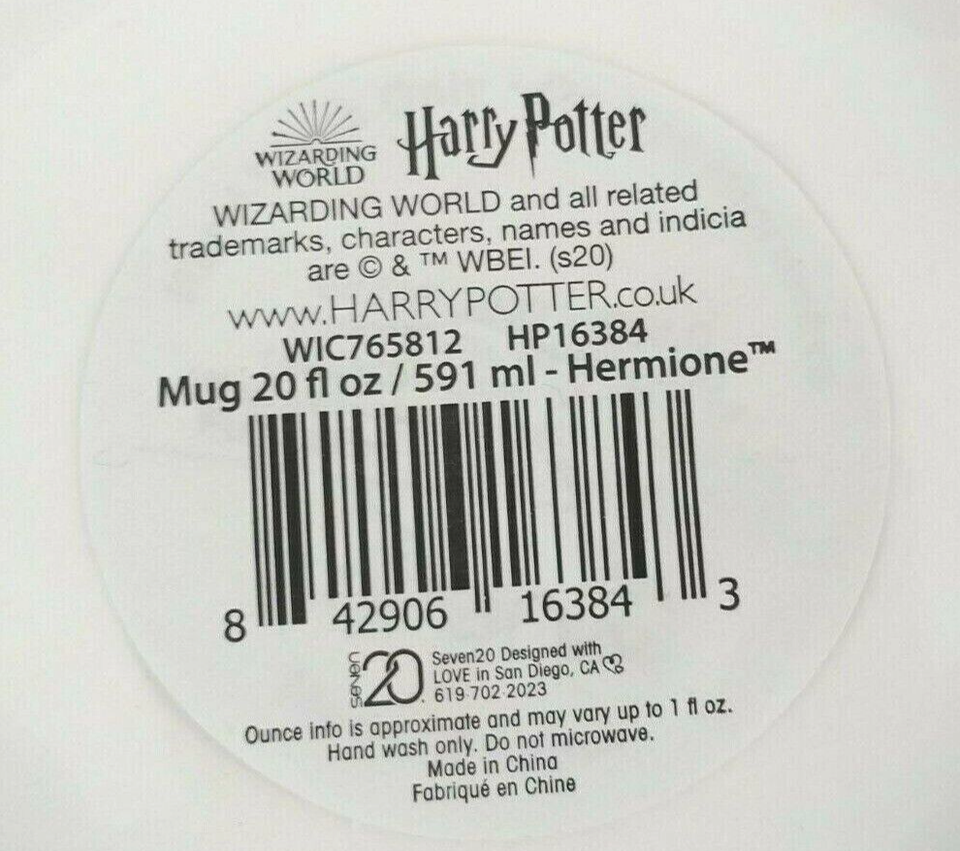 WIZARDING
WORLD
Harry Potter
WIZARDING WORLD and all related
trademarks, characters, names and indicia
are © & ™ WBEI. (s20)
www.HARRYPOTTER.co.uk
WIC765812 HP16384
Mug 20 fl oz / 591 ml - Hermione™
8 42906 16384 3
seven20.
Seven20 Designed with
LOVE in San Diego, CA
619·702·2023
Ounce info is approximate and may vary up to 1 fl oz.
Hand wash only. Do not microwave.
Made in China
Fabriqué en Chine